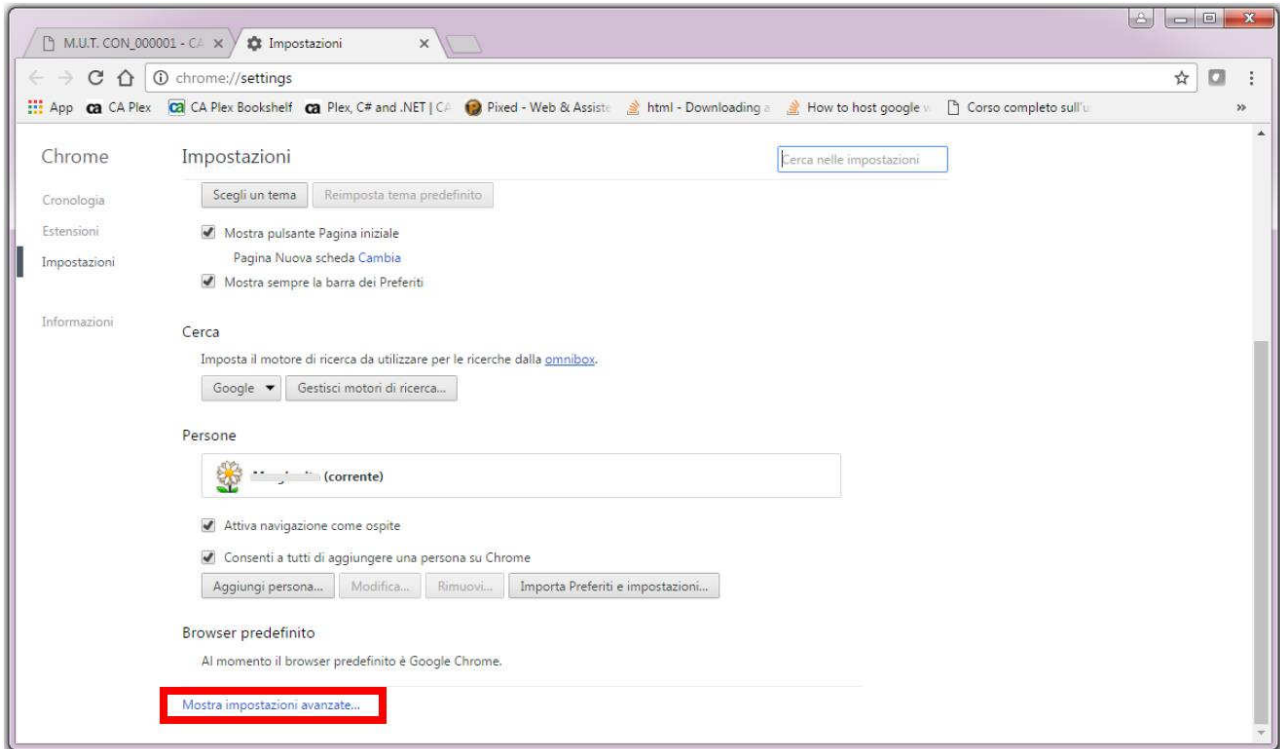 M.U.T. CON_000001 - CA
Impostazioni
chrome://settings
App
CA Plex
CA Plex Bookshelf
Plex, C# and .NET | CA
Pixed - Web & Assiste
html - Downloading a
How to host google w
Corso completo sull'u
»
Chrome
Impostazioni
Cerca nelle impostazioni
Cronologia
Estensioni
Impostazioni
Informazioni
Scegli un tema
Reimposta tema predefinito
Mostra pulsante Pagina iniziale
Pagina Nuova scheda Cambia
Mostra sempre la barra dei Preferiti
Cerca
Imposta il motore di ricerca da utilizzare per le ricerche dalla omnibox.
Google
Gestisci motori di ricerca...
Persone
(corrente)
Attiva navigazione come ospite
Consenti a tutti di aggiungere una persona su Chrome
Aggiungi persona...
Modifica...
Rimuovi...
Importa Preferiti e impostazioni...
Browser predefinito
Al momento il browser predefinito è Google Chrome.
Mostra impostazioni avanzate...